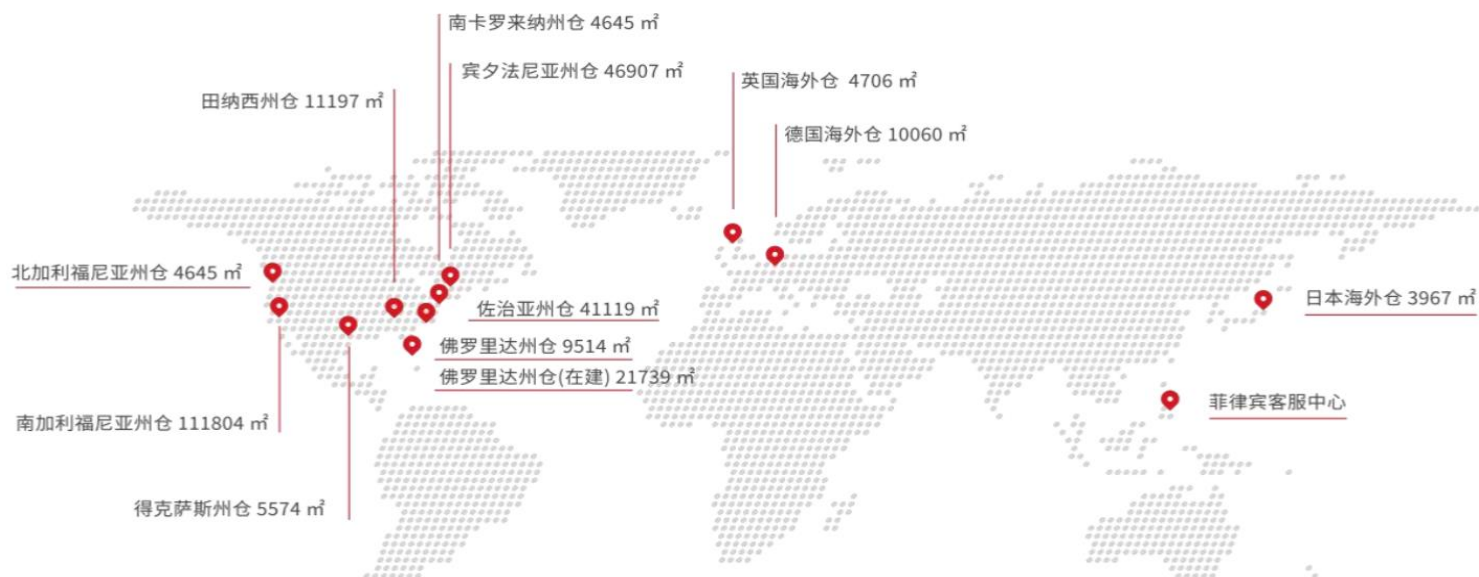 南卡罗来纳州仓 4645 ㎡
宾夕法尼亚州仓 46907 ㎡
田纳西州仓 11197 ㎡
英国海外仓 4706 ㎡
德国海外仓 10060 ㎡
北加利福尼亚州仓 4645 ㎡
佐治亚州仓 41119 ㎡
日本海外仓 3967 ㎡
佛罗里达州仓 9514 ㎡
佛罗里达州仓(在建) 21739 ㎡
菲律宾客服中心
南加利福尼亚州仓 111804 ㎡
得克萨斯州仓 5574 ㎡